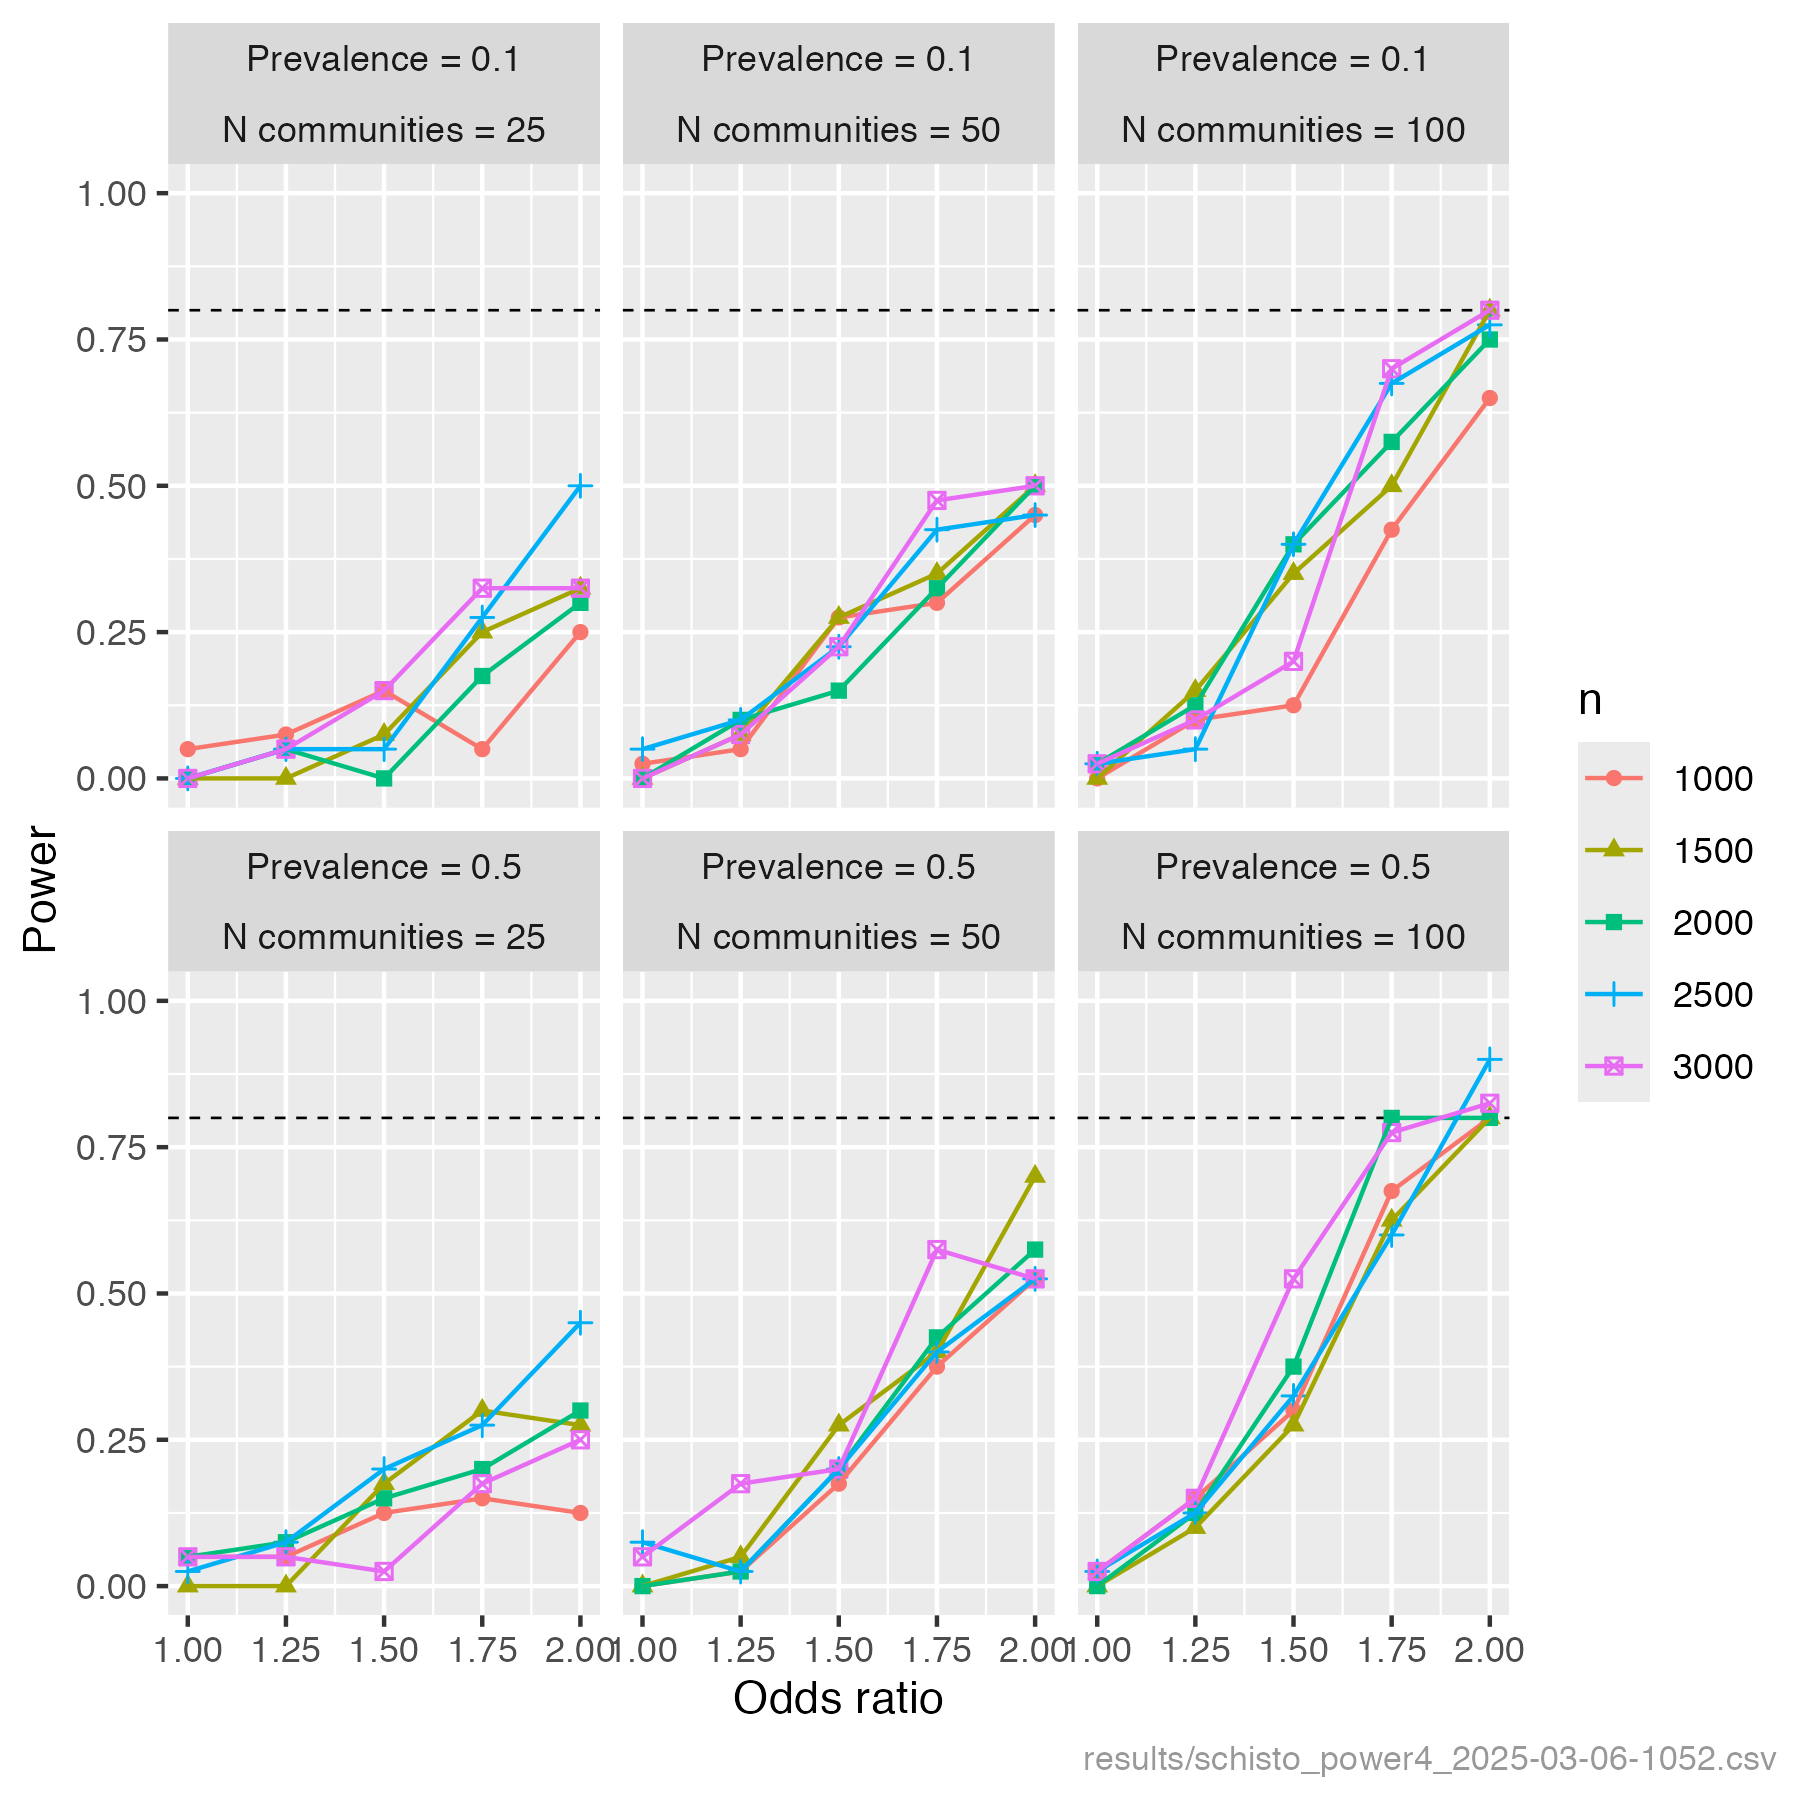 Prevalence = 0.1
N communities = 25
Prevalence = 0.1
N communities = 50
Prevalence = 0.1
N communities = 100
1.00
0.75
0.50
0.25
0.00
Power
Prevalence = 0.5
N communities = 25
Prevalence = 0.5
N communities = 50
Prevalence = 0.5
N communities = 100
1.00
0.75
0.50
0.25
0.00
1.00 1.25 1.50 1.75 2.00
1.00 1.25 1.50 1.75 2.00
1.00 1.25 1.50 1.75 2.00
Odds ratio
n
1000
1500
2000
2500
3000
results/schisto_power4_2025-03-06-1052.csv